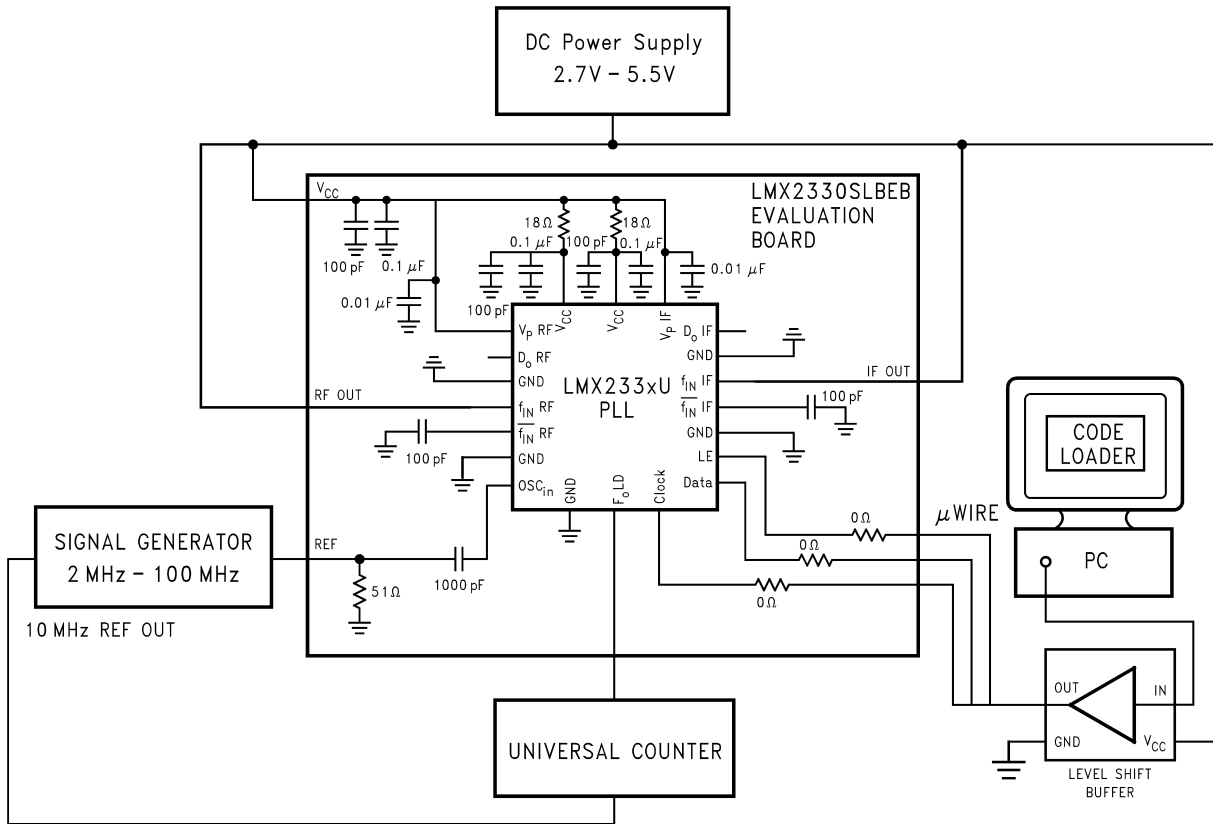 DC Power Supply
2.7V – 5.5V
V_CC
LMX2330SLBEB
EVALUATION
BOARD
18Ω
18Ω
0.1 μF
100 pF
0.1 μF
100 pF
0.1 μF
0.01 μF
0.01 μF
100 pF
V_CC
V_CC
V_P IF
V_P RF
D_o RF
GND
f_IN RF
f̅_I̅N̅ RF
GND
OSC_in
GND
F_oLD
Clock
LMX233xU
PLL
D_o IF
GND
f_IN IF
f̅_I̅N̅ IF
GND
LE
Data
RF OUT
IF OUT
100 pF
100 pF
CODE
LOADER
PC
μWIRE
0Ω
0Ω
0Ω
SIGNAL GENERATOR
2 MHz – 100 MHz
10 MHz REF OUT
REF
51Ω
1000 pF
UNIVERSAL COUNTER
OUT
IN
GND
V_CC
LEVEL SHIFT
BUFFER